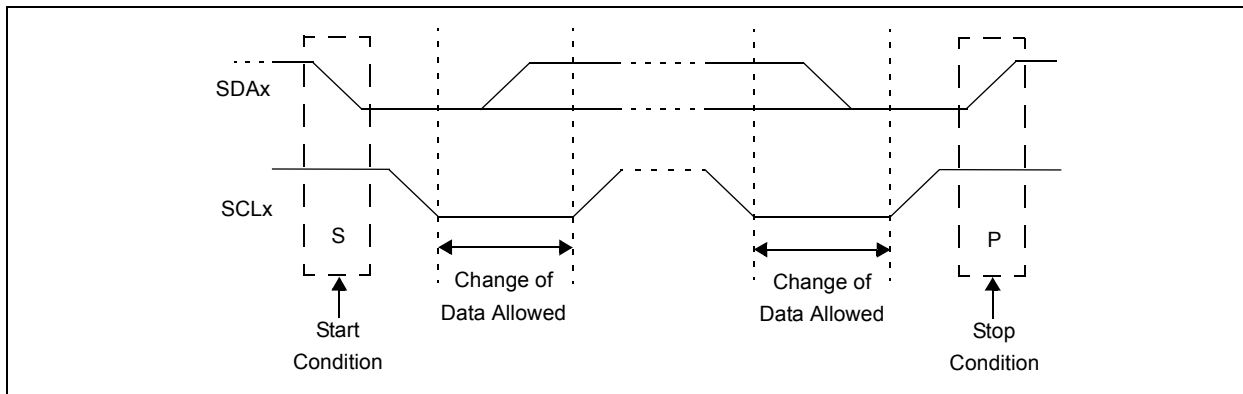 SDAx
SCLx
S
P
Change of
Data Allowed
Change of
Data Allowed
Start
Condition
Stop
Condition